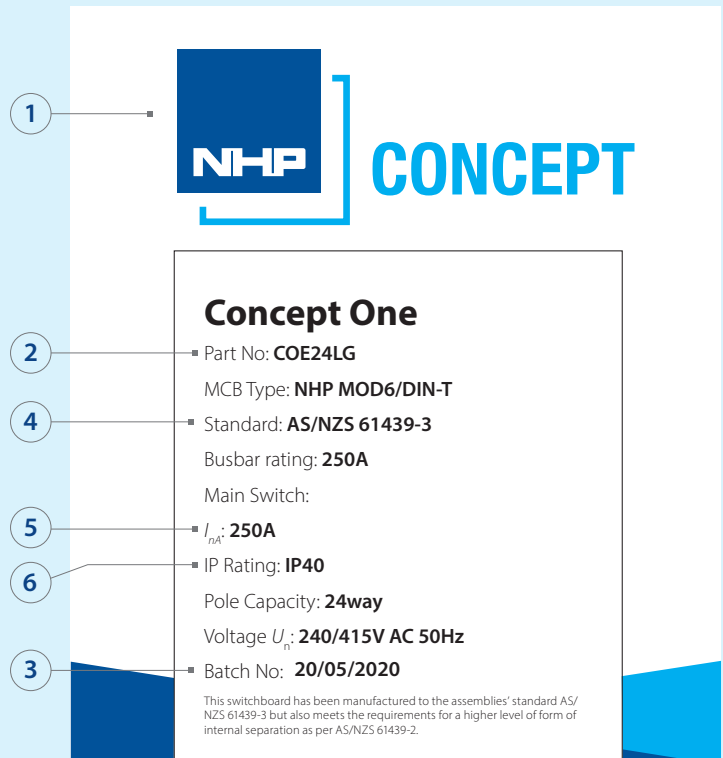 1
NHP
CONCEPT
Concept One
2
Part No: COE24LG
MCB Type: NHP MOD6/DIN-T
4
Standard: AS/NZS 61439-3
Busbar rating: 250A
Main Switch:
5
InA: 250A
6
IP Rating: IP40
Pole Capacity: 24way
Voltage Un: 240/415V AC 50Hz
3
Batch No: 20/05/2020
This switchboard has been manufactured to the assemblies' standard AS/
NZS 61439-3 but also meets the requirements for a higher level of form of
internal separation as per AS/NZS 61439-2.